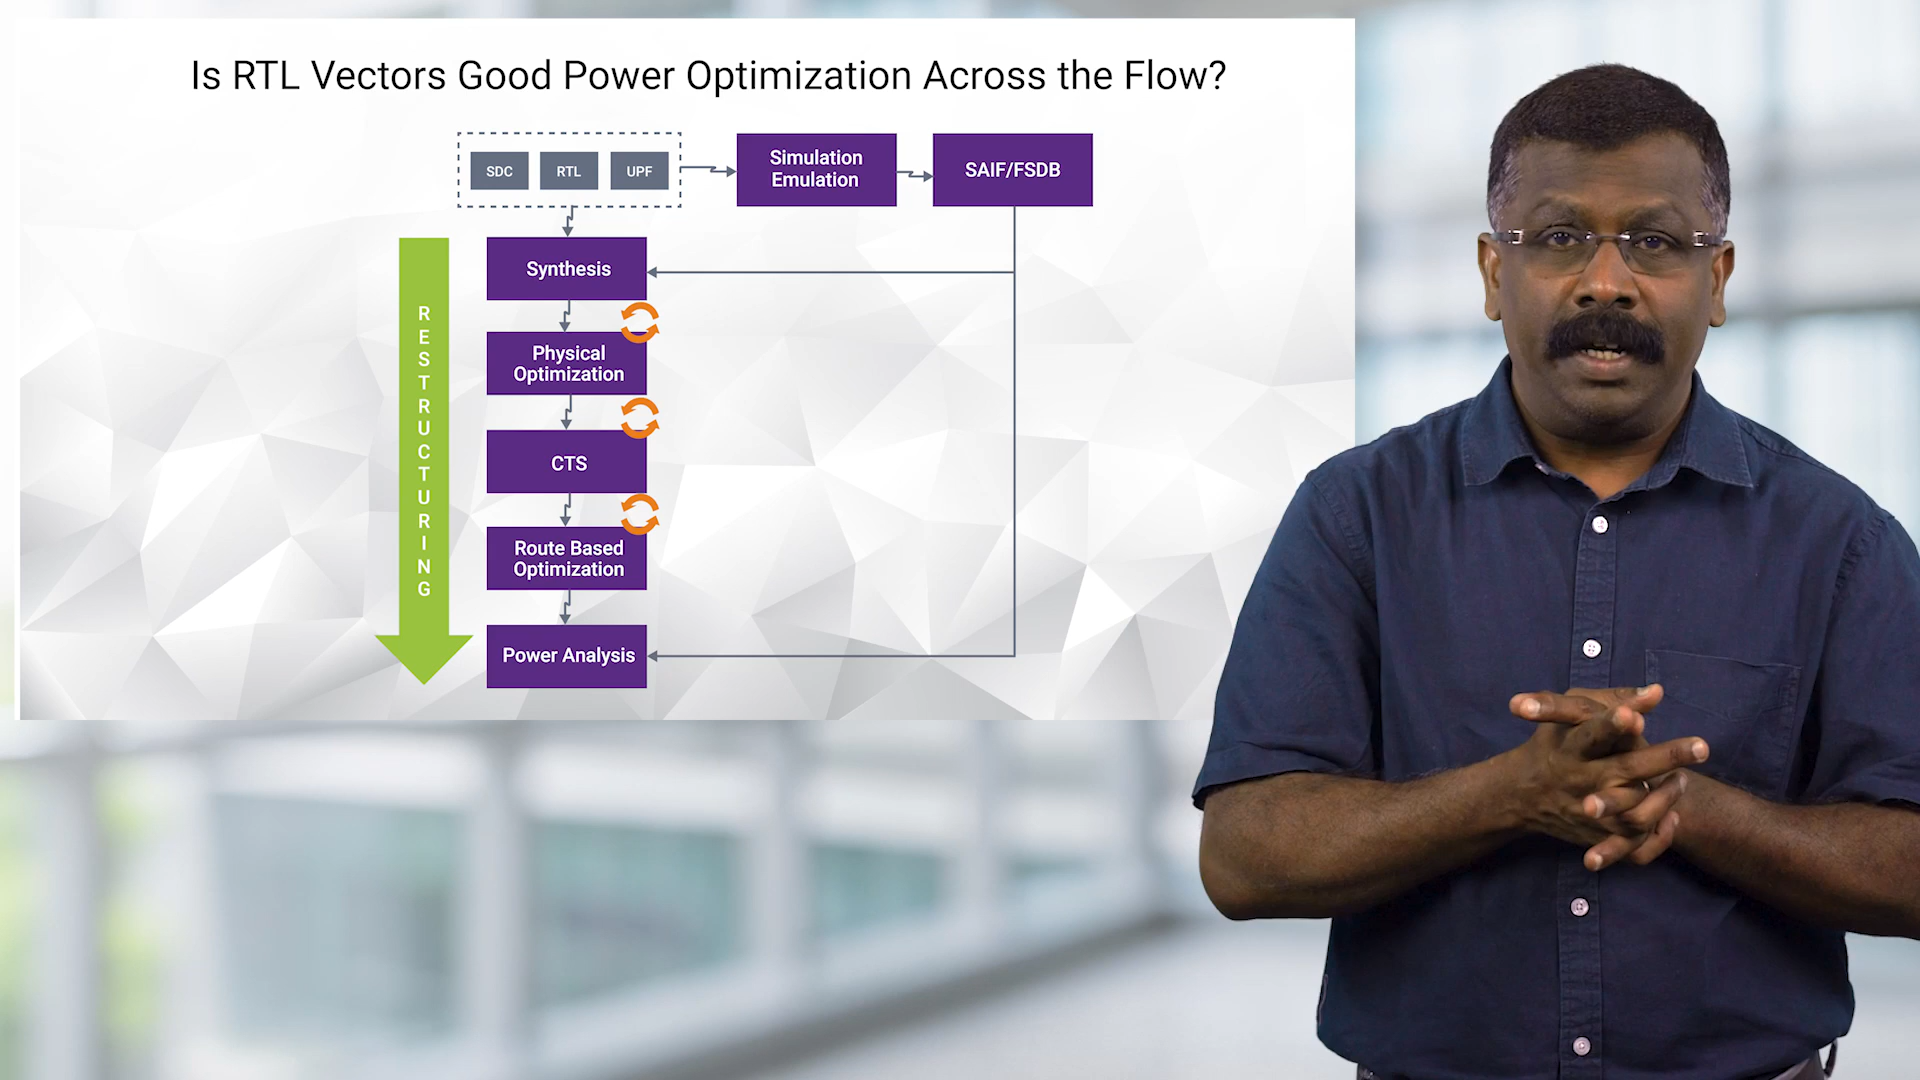 Is RTL Vectors Good Power Optimization Across the Flow?
SDC
RTL
UPF
Simulation
Emulation
SAIF/FSDB
RESTRUCTURING
Synthesis
Physical
Optimization
CTS
Route Based
Optimization
Power Analysis